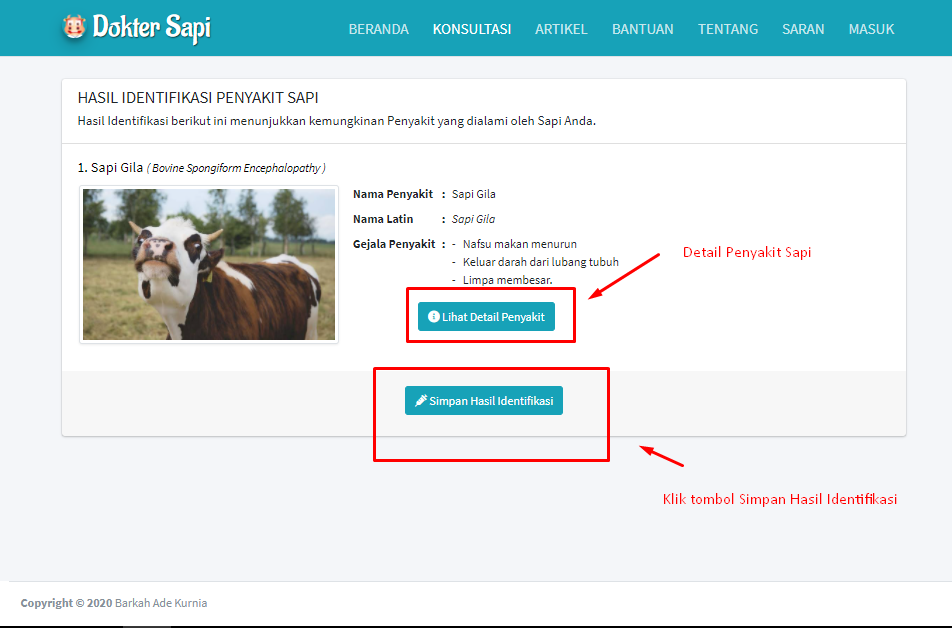 Dokter Sapi
BERANDA KONSULTASI ARTIKEL BANTUAN TENTANG SARAN MASUK
HASIL IDENTIFIKASI PENYAKIT SAPI
Hasil Identifikasi berikut ini menunjukkan kemungkinan Penyakit yang dialami oleh Sapi Anda.
1. Sapi Gila ( Bovine Spongiform Encephalopathy )
Nama Penyakit : Sapi Gila
Nama Latin : Sapi Gila
Gejala Penyakit : - Nafsu makan menurun
- Keluar darah dari lubang tubuh
- Limpa membesar.
Detail Penyakit Sapi
Lihat Detail Penyakit
Simpan Hasil Identifikasi
Klik tombol Simpan Hasil Identifikasi
Copyright © 2020 Barkah Ade Kurnia